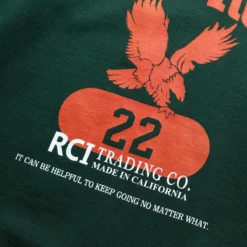 22
RCI TRADING CO.
MADE IN CALIFORNIA
IT CAN BE HELPFUL TO KEEP GOING NO MATTER WHAT.